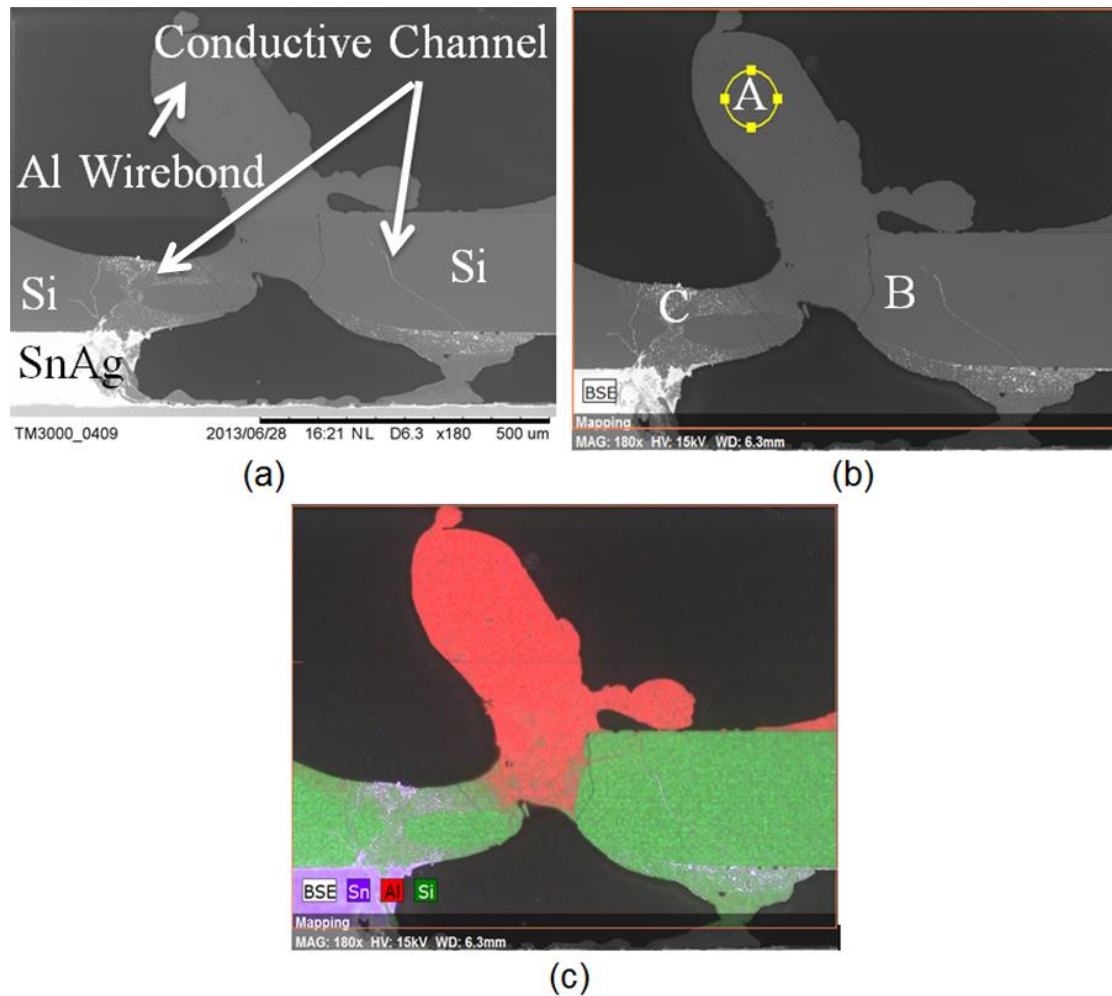 Conductive Channel
Al Wirebond
Si
Si
SnAg
TM3000_0409 2013/06/28 16:21 NL D6.3 x180 500 um
(a)
A
B
C
BSE
Mapping
MAG: 180x HV: 15kV WD: 6.3mm
(b)
BSE Sn Al Si
Mapping
MAG: 180x HV: 15kV WD: 6.3mm
(c)